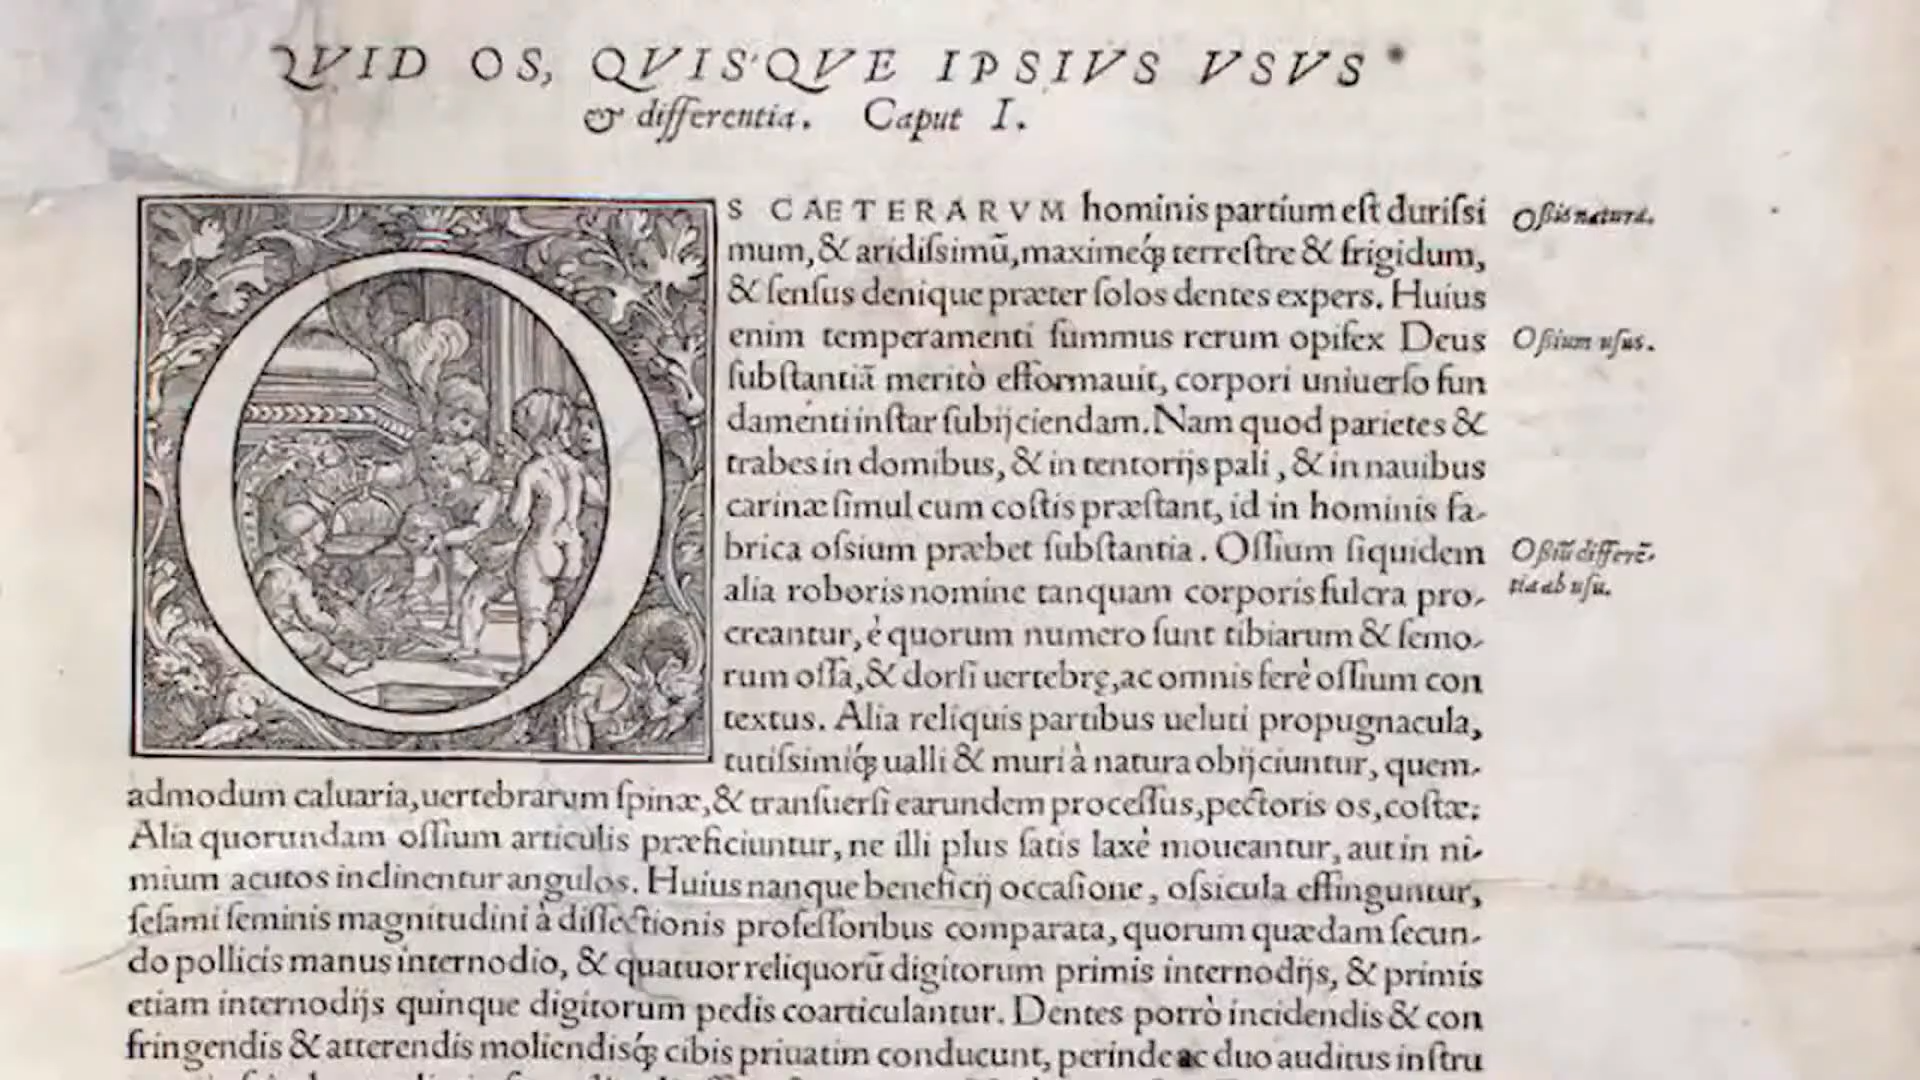 QVID OS, QVISQVE IPSIVS VSVS
& differentia. Caput I.
OS CAETERARVM hominis partium est durissi
mum, & aridissimū, maximeq́; terrestre & frigidum,
& sensus denique præter solos dentes expers. Huius
enim temperamenti summus rerum opifex Deus
substantiā meritò efformauit, corpori uniuerso fun
damenti instar subijciendam. Nam quod parietes &
trabes in domibus, & in tentorijs pali, & in nauibus
carinæ simul cum costis præstant, id in hominis fa-
brica ossium præbet substantia. Ossium siquidem
alia roboris nomine tanquam corporis fulcra pro-
creantur, è quorum numero sunt tibiarum & femo-
rum ossa, & dorsi uertebrę, ac omnis ferè ossium con
textus. Alia reliquis partibus ueluti propugnacula,
tutissimiq́; ualli & muri à natura obijciuntur, quem-
admodum caluaria, uertebrarum spinæ, & transuersi earundem processus, pectoris os, costæ:
Alia quorundam ossium articulis præficiuntur, ne illi plus satis laxè moueantur, aut in ni-
mium acutos inclinentur angulos. Huius nanque beneficij occasione, ossicula effinguntur,
sesami seminis magnitudini à dissectionis professoribus comparata, quorum quædam secun-
do pollicis manus internodio, & quatuor reliquorū digitorum primis internodijs, & primis
etiam internodijs quinque digitorum pedis coarticulantur. Dentes porrò incidendis & con
fringendis & atterendis moliendisq́; cibis priuatim conducunt, perinde ac duo auditus instru
Ossis natura.
Ossium usus.
Ossiū differē-
tia ab usu.